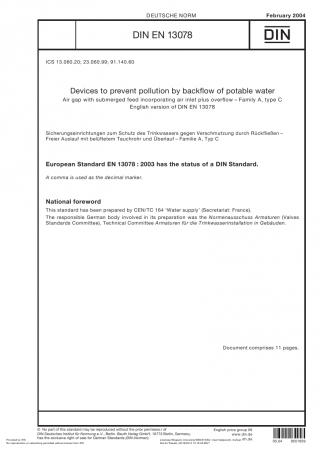 DEUTSCHE NORM
February 2004
DIN EN 13078
DIN
ICS 13.060.20; 23.060.99; 91.140.60
Devices to prevent pollution by backflow of potable water
Air gap with submerged feed incorporating air inlet plus overflow – Family A, type C
English version of DIN EN 13078
Sicherungseinrichtungen zum Schutz des Trinkwassers gegen Verschmutzung durch Rückfließen –
Freier Auslauf mit belüftetem Tauchrohr und Überlauf – Familie A, Typ C
European Standard EN 13078 : 2003 has the status of a DIN Standard.
A comma is used as the decimal marker.
National foreword
This standard has been prepared by CEN/TC 164 ‘Water supply’ (Secretariat: France).
The responsible German body involved in its preparation was the Normenausschuss Armaturen (Valves
Standards Committee), Technical Committee Armaturen für die Trinkwasserinstallation in Gebäuden.
Document comprises 11 pages.
© No part of this standard may be reproduced without the prior permission of
DIN Deutsches Institut für Normung e.V., Berlin. Beuth Verlag GmbH, 10772 Berlin, Germany,
has the exclusive right of sale for German Standards (DIN-Normen).
English price group 08
www.din.de